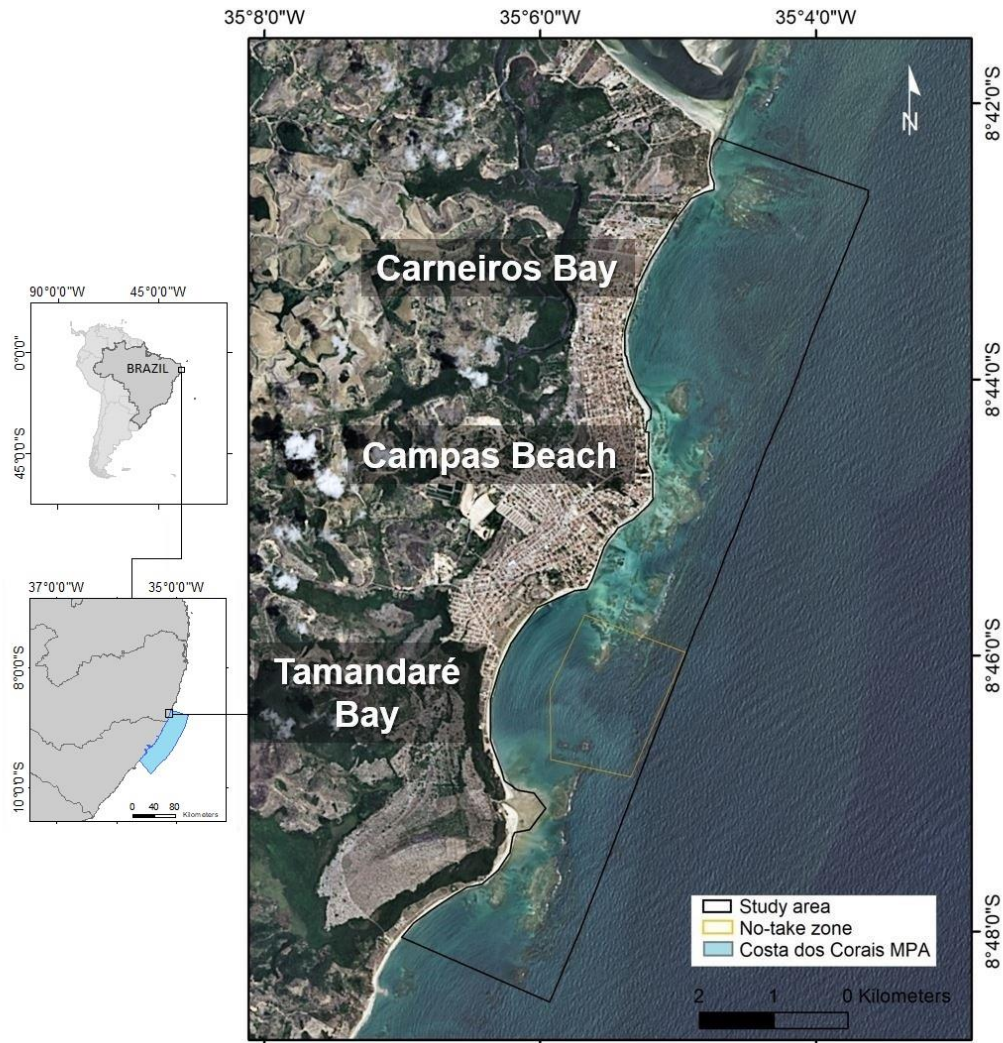 35°8'0"W
35°6'0"W
35°4'0"W
8°42'0"S
N
Carneiros Bay
90°0'0"W
45°0'0"W
0°0'0"
BRAZIL
45°0'0"S
8°44'0"S
Campas Beach
37°0'0"W
35°0'0"W
8°0'0"S
10°0'0"S
0 40 80
Kilometers
Tamandaré
Bay
8°46'0"S
Study area
No-take zone
Costa dos Corais MPA
8°48'0"S
2 1 0 Kilometers